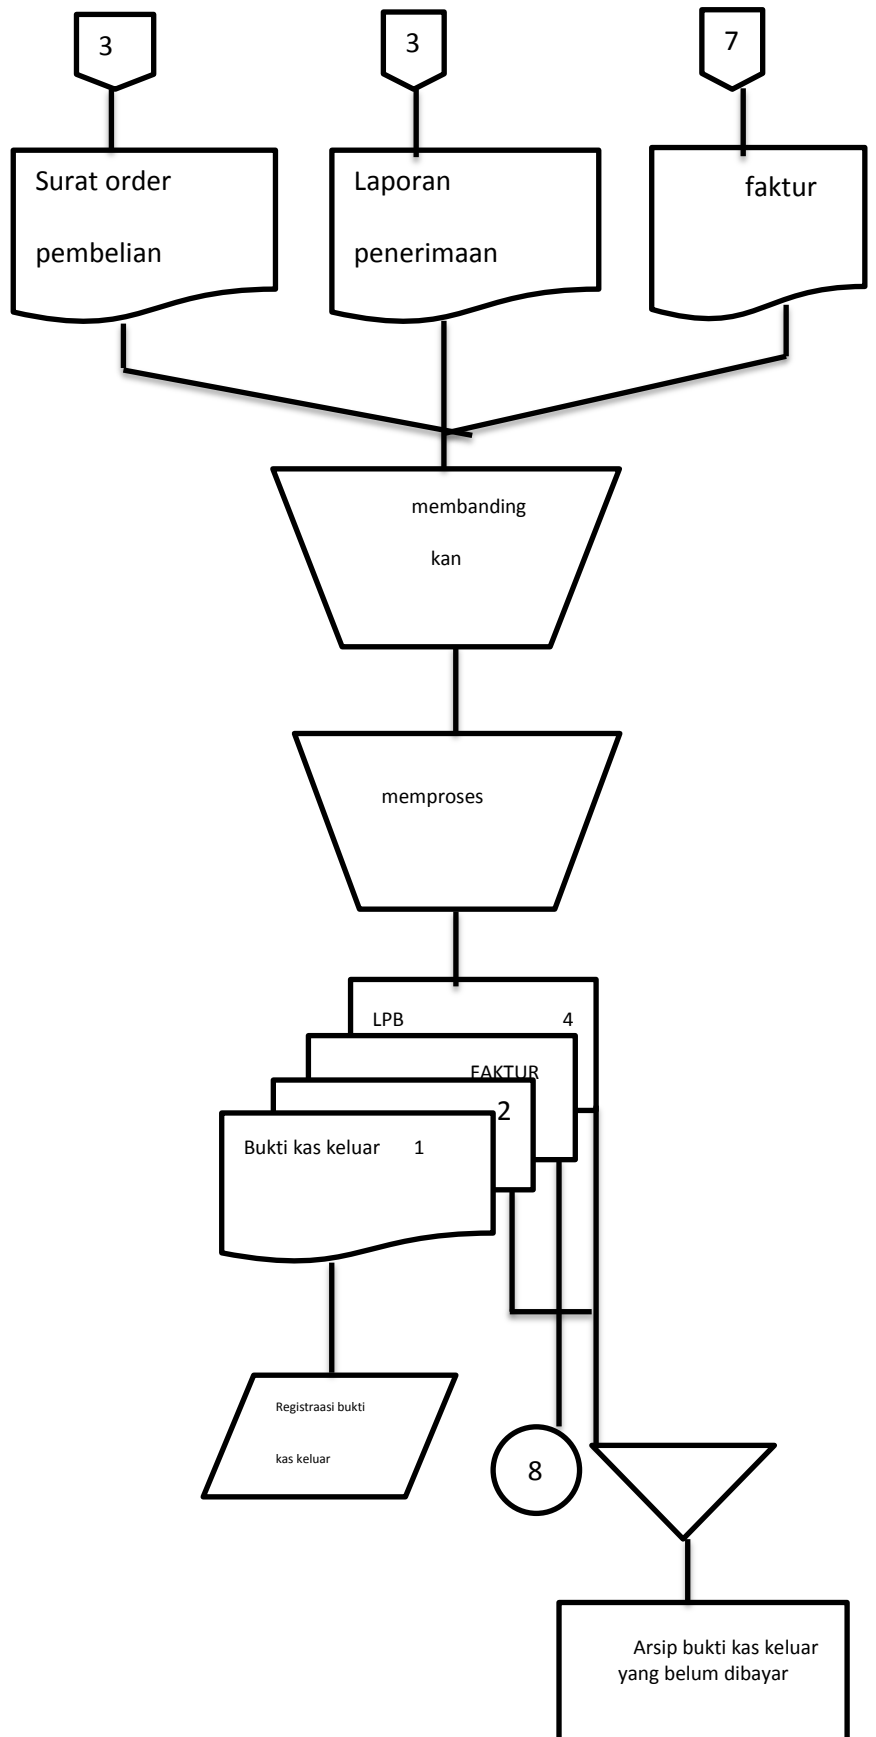 3
3
7
Surat order
pembelian
Laporan
penerimaan
faktur
membanding
kan
memproses
LPB 4
FAKTUR
2
Bukti kas keluar 1
Registraasi bukti
kas keluar
8
Arsip bukti kas keluar
yang belum dibayar